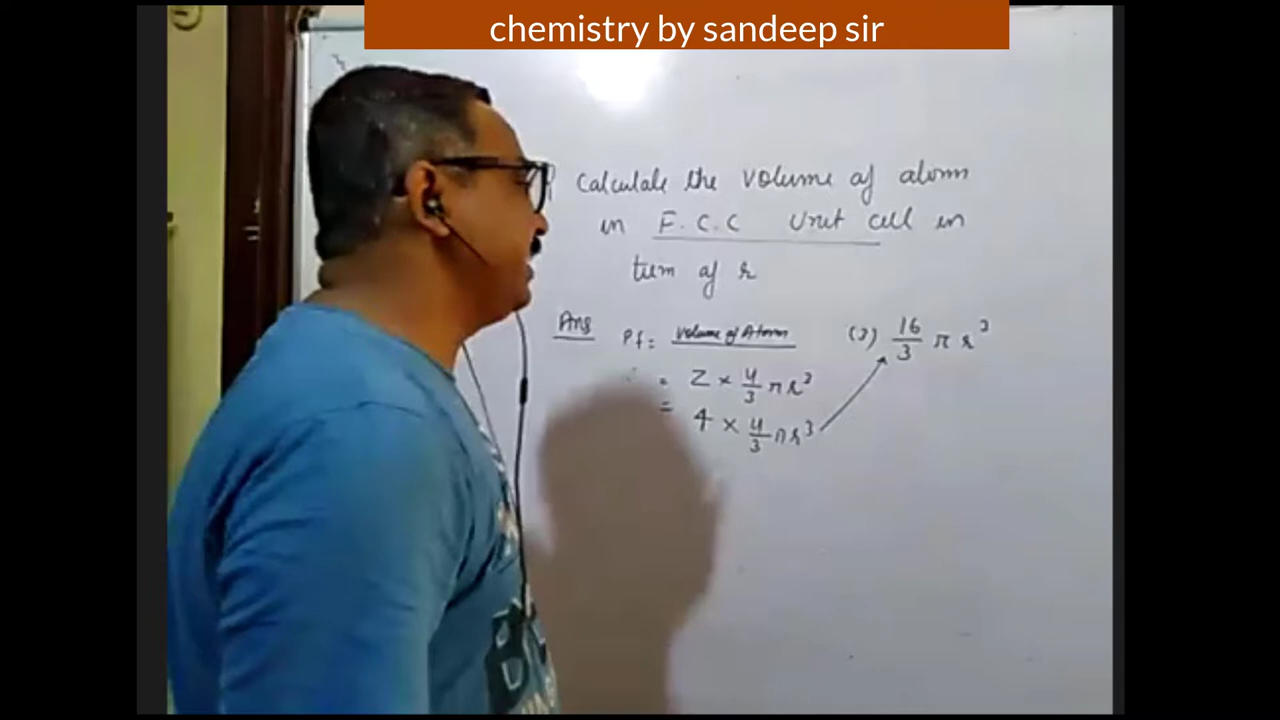 chemistry by sandeep sir
Calculate the volume of atom
in F.C.C Unit cell in
term of r
Ans Pf = Volume of Atom (3) 16/3 π r³
= Z × 4/3 π r³
= 4 × 4/3 π r³